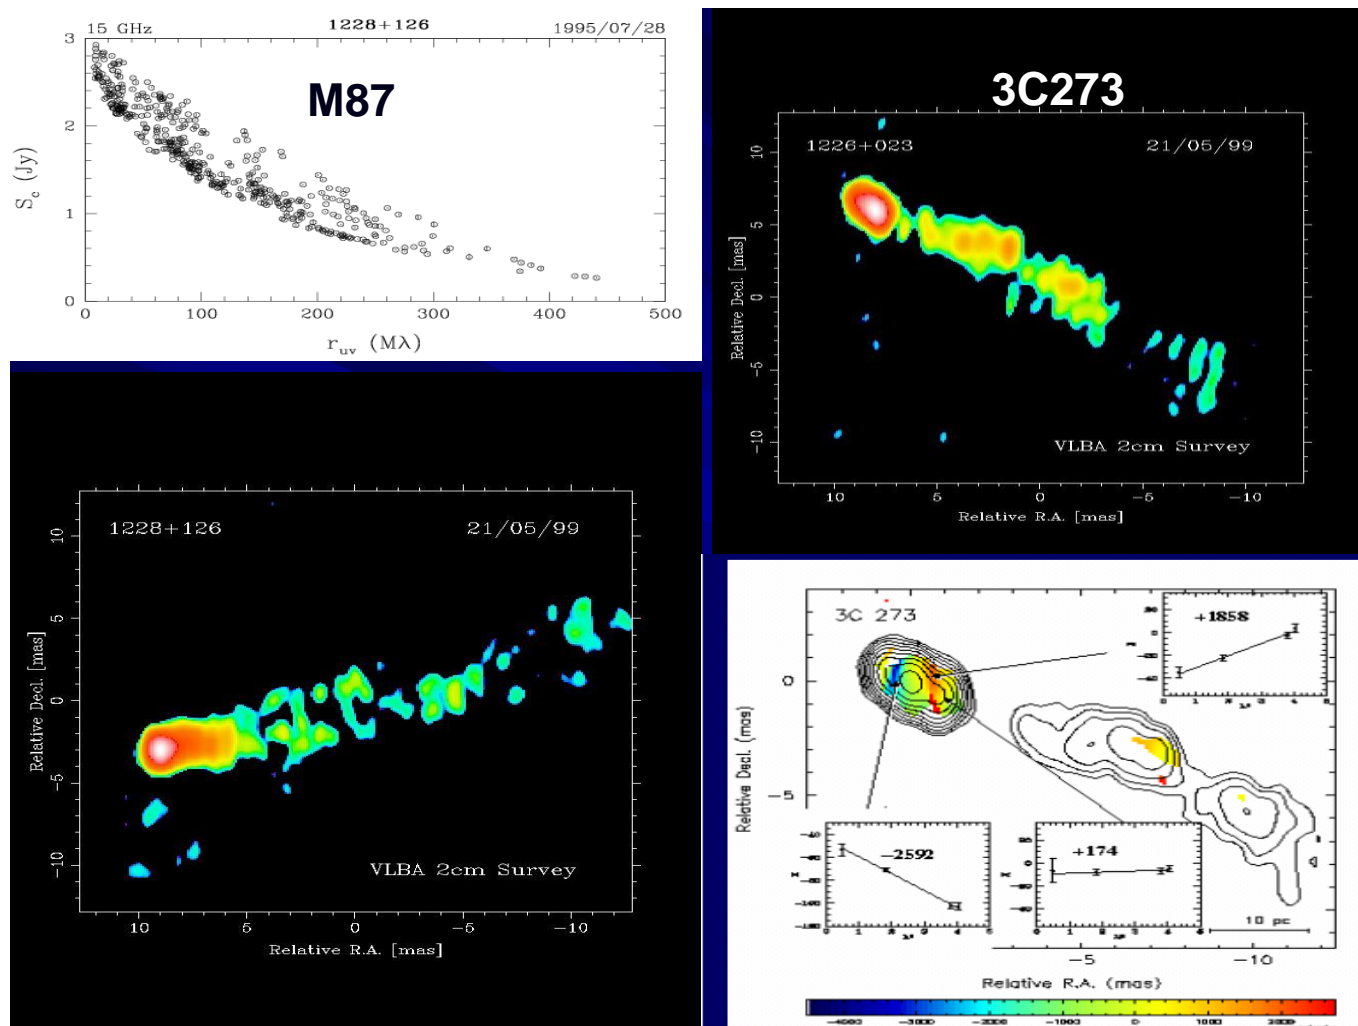 15 GHz 1228+126 1995/07/28
M87
3
2
1
0
S_c (Jy)
0 100 200 300 400 500
r_uv (Mλ)
3C273
1226+023 21/05/99
10
5
0
−5
−10
Relative Decl. [mas]
VLBA 2cm Survey
10 5 0 −5 −10
Relative R.A. [mas]
1228+126 21/05/99
10
5
0
−5
−10
Relative Decl. [mas]
VLBA 2cm Survey
10 5 0 −5 −10
Relative R.A. [mas]
3C 273
+1858
0
−5
Relative Decl. (mas)
−2592
+174
10 pc
−5 −10
Relative R.A. (mas)
−3000 −2000 −1000 0 1000 2000